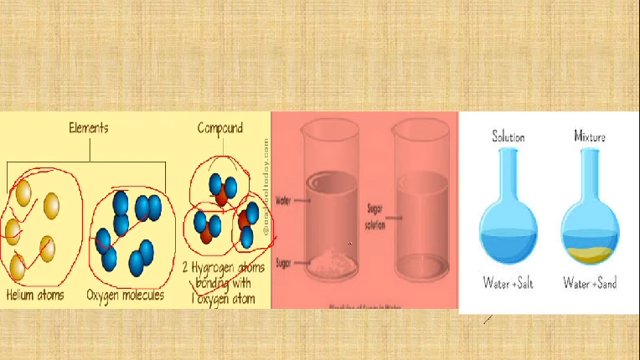 Elements
Compound
Helium atoms
Oxygen molecules
2 Hygrogen atoms
bonding with
1 oxygen atom
Water
Sugar
Sugar
solution
Solution
Mixture
Water +Salt
Water +Sand